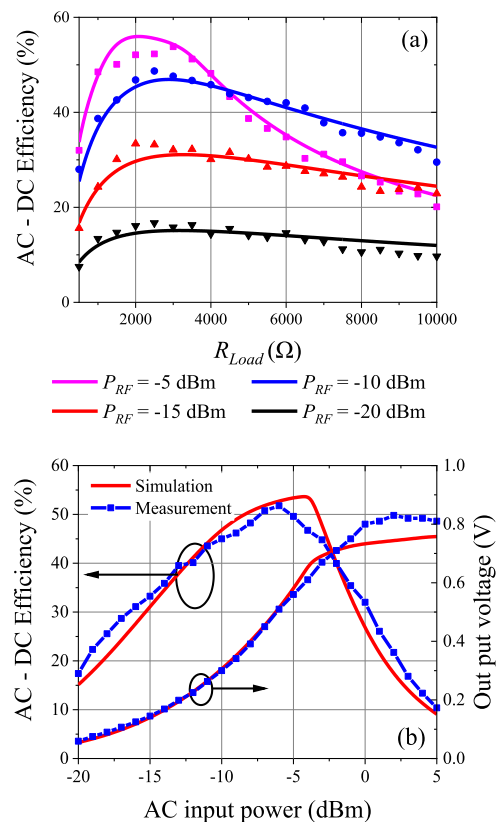 (a)
AC - DC Efficiency (%)
60
40
20
0
2000 4000 6000 8000 10000
R_Load (Ω)
P_RF = -5 dBm P_RF = -10 dBm
P_RF = -15 dBm P_RF = -20 dBm
60 1.0
Simulation
Measurement
50 0.8
40
0.6
30
0.4
20
0.2
10
0 0.0
AC - DC Efficiency (%)
Out put voltage (V)
(b)
-20 -15 -10 -5 0 5
AC input power (dBm)